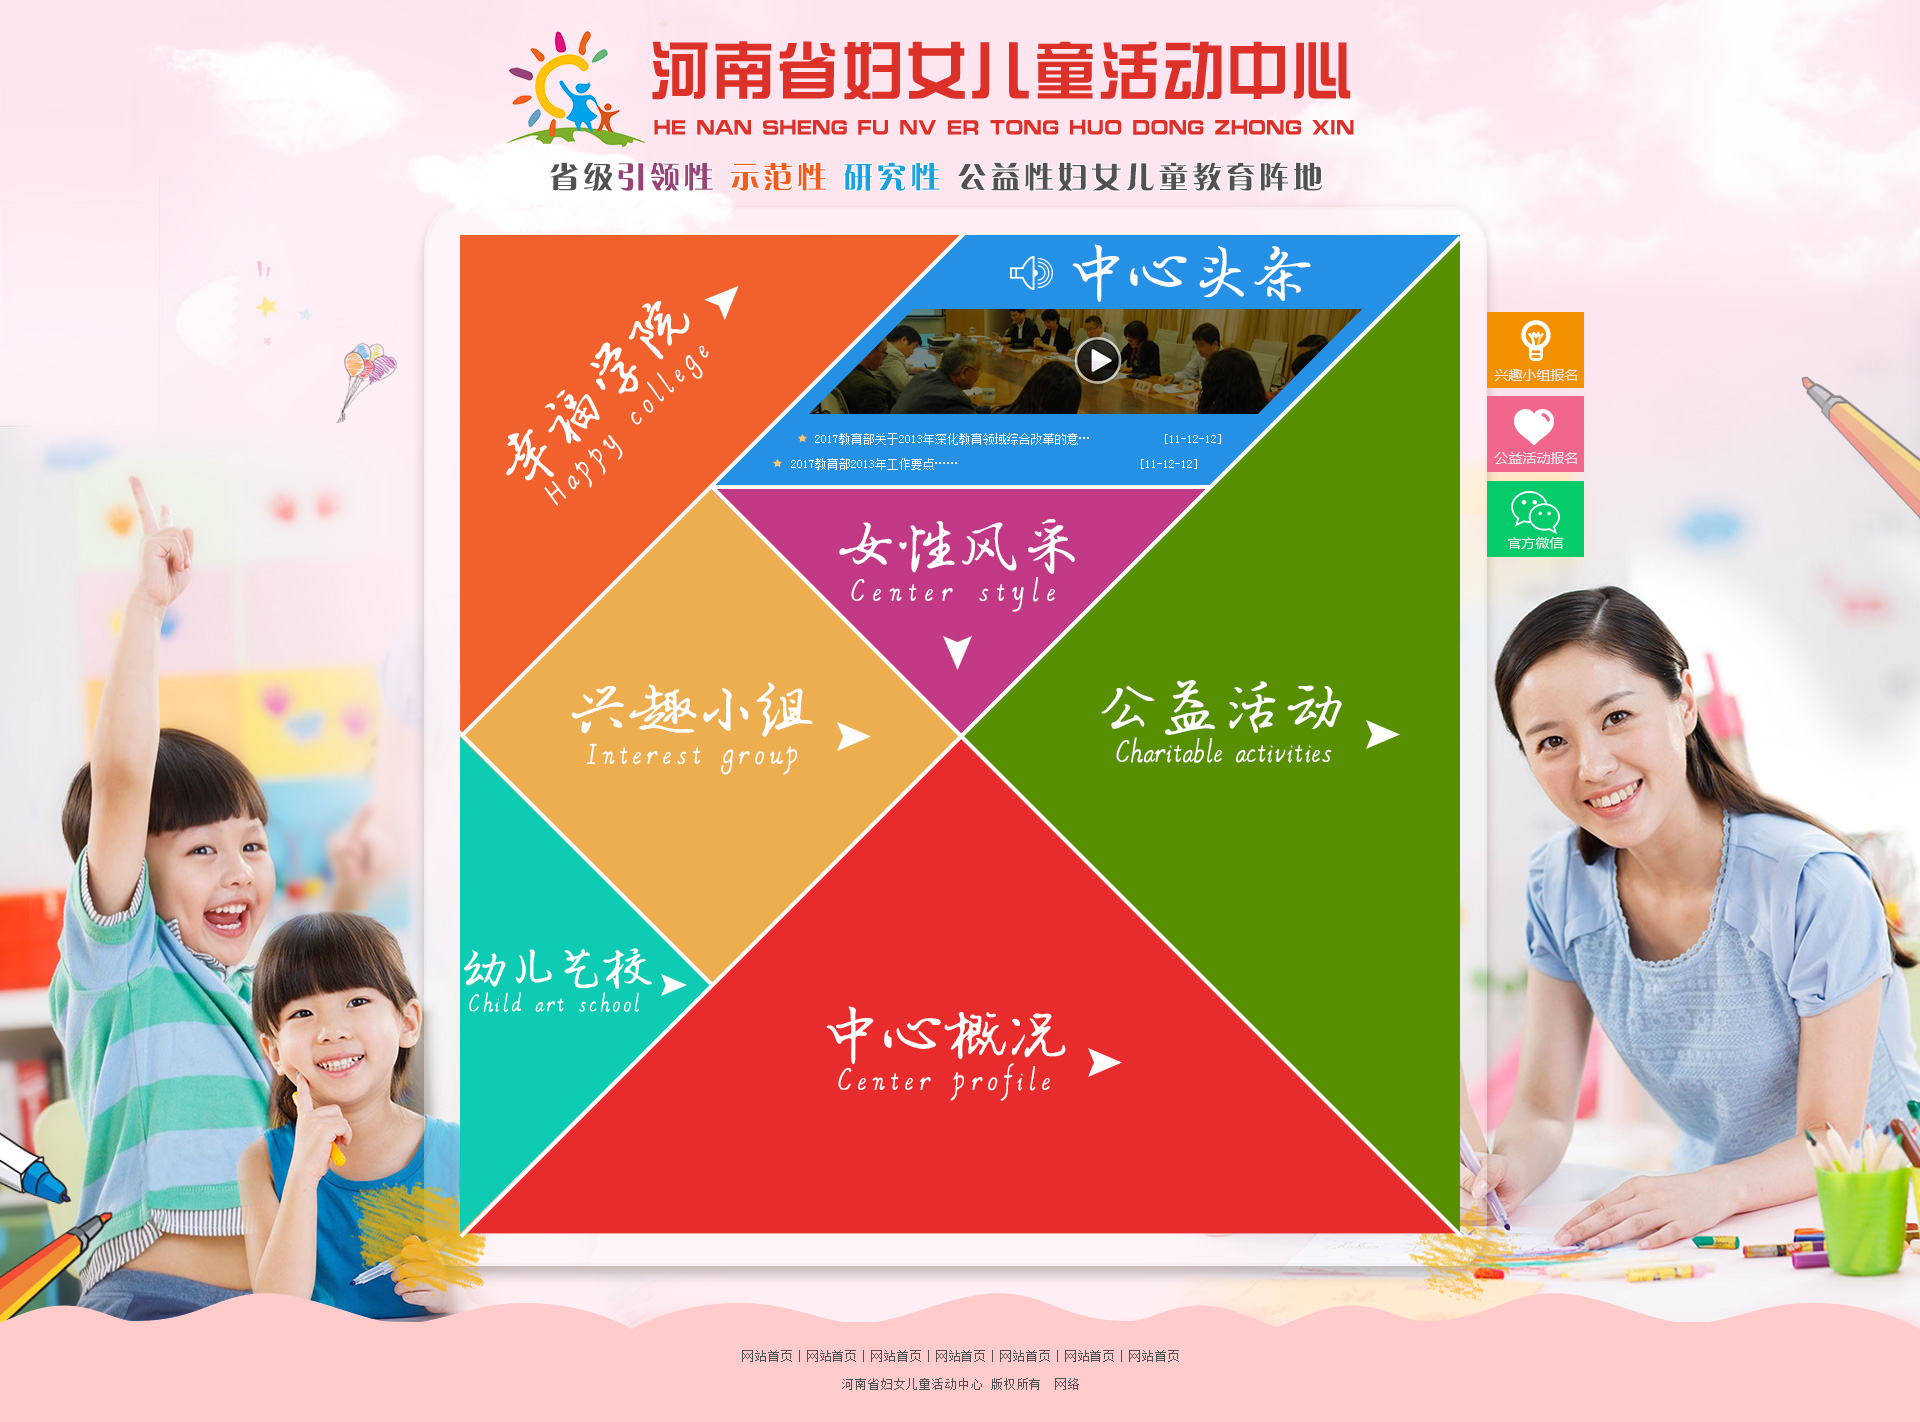 河南省妇女儿童活动中心
HE NAN SHENG FU NV ER TONG HUO DONG ZHONG XIN
省级引领性 示范性 研究性 公益性妇女儿童教育阵地
幸福学院
Happy college
中心头条
2017教育部关于2013年深化教育领域综合改革的意… [11-12-12]
2017教育部2013年工作要点…… [11-12-12]
兴趣小组报名
公益活动报名
官方微信
女性风采
Center style
兴趣小组
Interest group
公益活动
Charitable activities
幼儿艺校
Child art school
中心概况
Center profile
网站首页 | 网站首页 | 网站首页 | 网站首页 | 网站首页 | 网站首页 | 网站首页
河南省妇女儿童活动中心 版权所有 网络